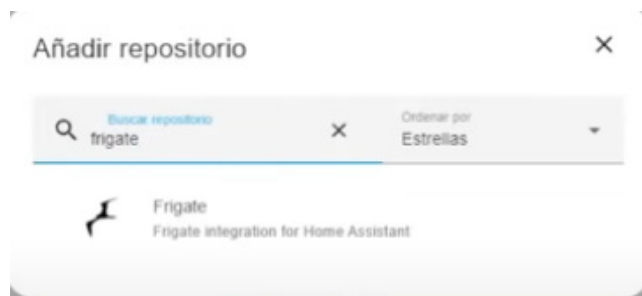 Añadir repositorio
Buscar repositorio
frigate
Ordenar por
Estrellas
Frigate
Frigate integration for Home Assistant